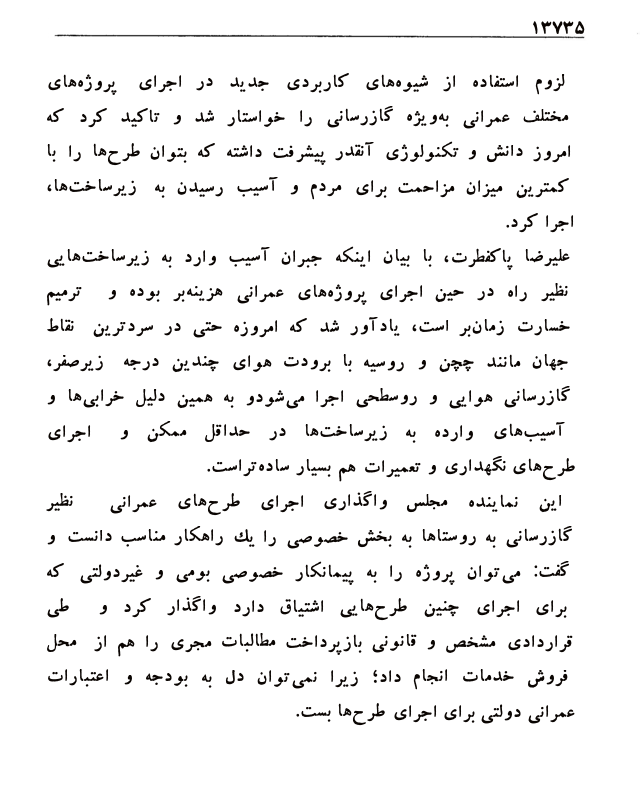 ۱۳۷۳۵
لزوم استفاده از شیوه‌های کاربردی جدید در اجرای پروژه‌های
مختلف عمرانی به‌ویژه گازرسانی را خواستار شد و تاکید کرد که
امروز دانش و تکنولوژی آنقدر پیشرفت داشته که بتوان طرح‌ها را با
کمترین میزان مزاحمت برای مردم و آسیب رسیدن به زیرساخت‌ها،
اجرا کرد.
علیرضا پاکفطرت، با بیان اینکه جبران آسیب وارد به زیرساخت‌هایی
نظیر راه در حین اجرای پروژه‌های عمرانی هزینه‌بر بوده و ترمیم
خسارت زمان‌بر است، یادآور شد که امروزه حتی در سردترین نقاط
جهان مانند چچن و روسیه با برودت هوای چندین درجه زیرصفر،
گازرسانی هوایی و روسطحی اجرا می‌شودو به همین دلیل خرابی‌ها و
آسیب‌های وارده به زیرساخت‌ها در حداقل ممکن و اجرای
طرح‌های نگهداری و تعمیرات هم بسیار ساده‌تراست.
این نماینده مجلس واگذاری اجرای طرح‌های عمرانی نظیر
گازرسانی به روستاها به بخش خصوصی را یك راهکار مناسب دانست و
گفت: می‌توان پروژه را به پیمانکار خصوصی بومی و غیردولتی که
برای اجرای چنین طرح‌هایی اشتیاق دارد واگذار کرد و طی
قراردادی مشخص و قانونی بازپرداخت مطالبات مجری را هم از محل
فروش خدمات انجام داد؛ زیرا نمی‌توان دل به بودجه و اعتبارات
عمرانی دولتی برای اجرای طرح‌ها بست.